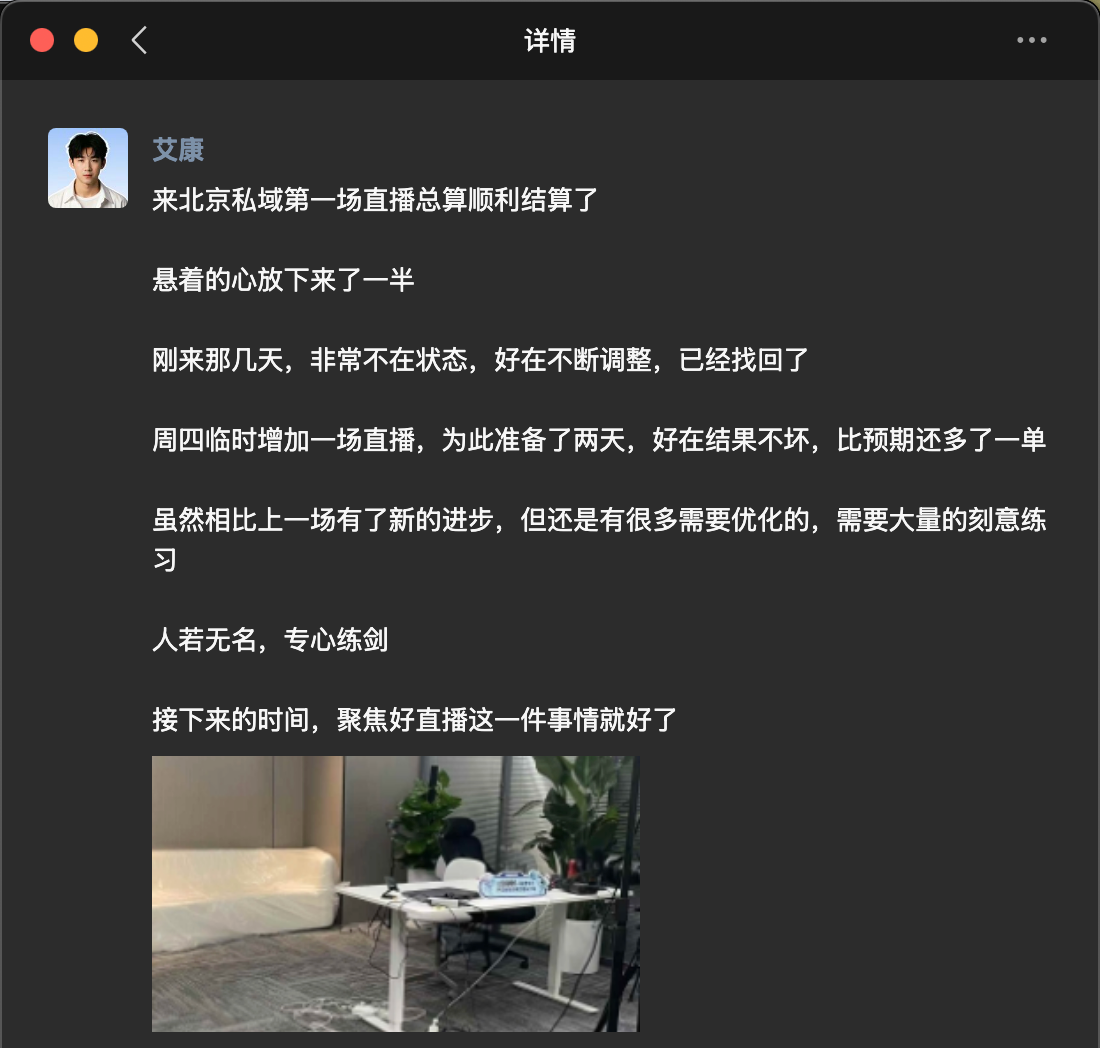 详情
艾康
来北京私域第一场直播总算顺利结算了
悬着的心放下来了一半
刚来那几天，非常不在状态，好在不断调整，已经找回了
周四临时增加一场直播，为此准备了两天，好在结果不坏，比预期还多了一单
虽然相比上一场有了新的进步，但还是有很多需要优化的，需要大量的刻意练
习
人若无名，专心练剑
接下来的时间，聚焦好直播这一件事情就好了